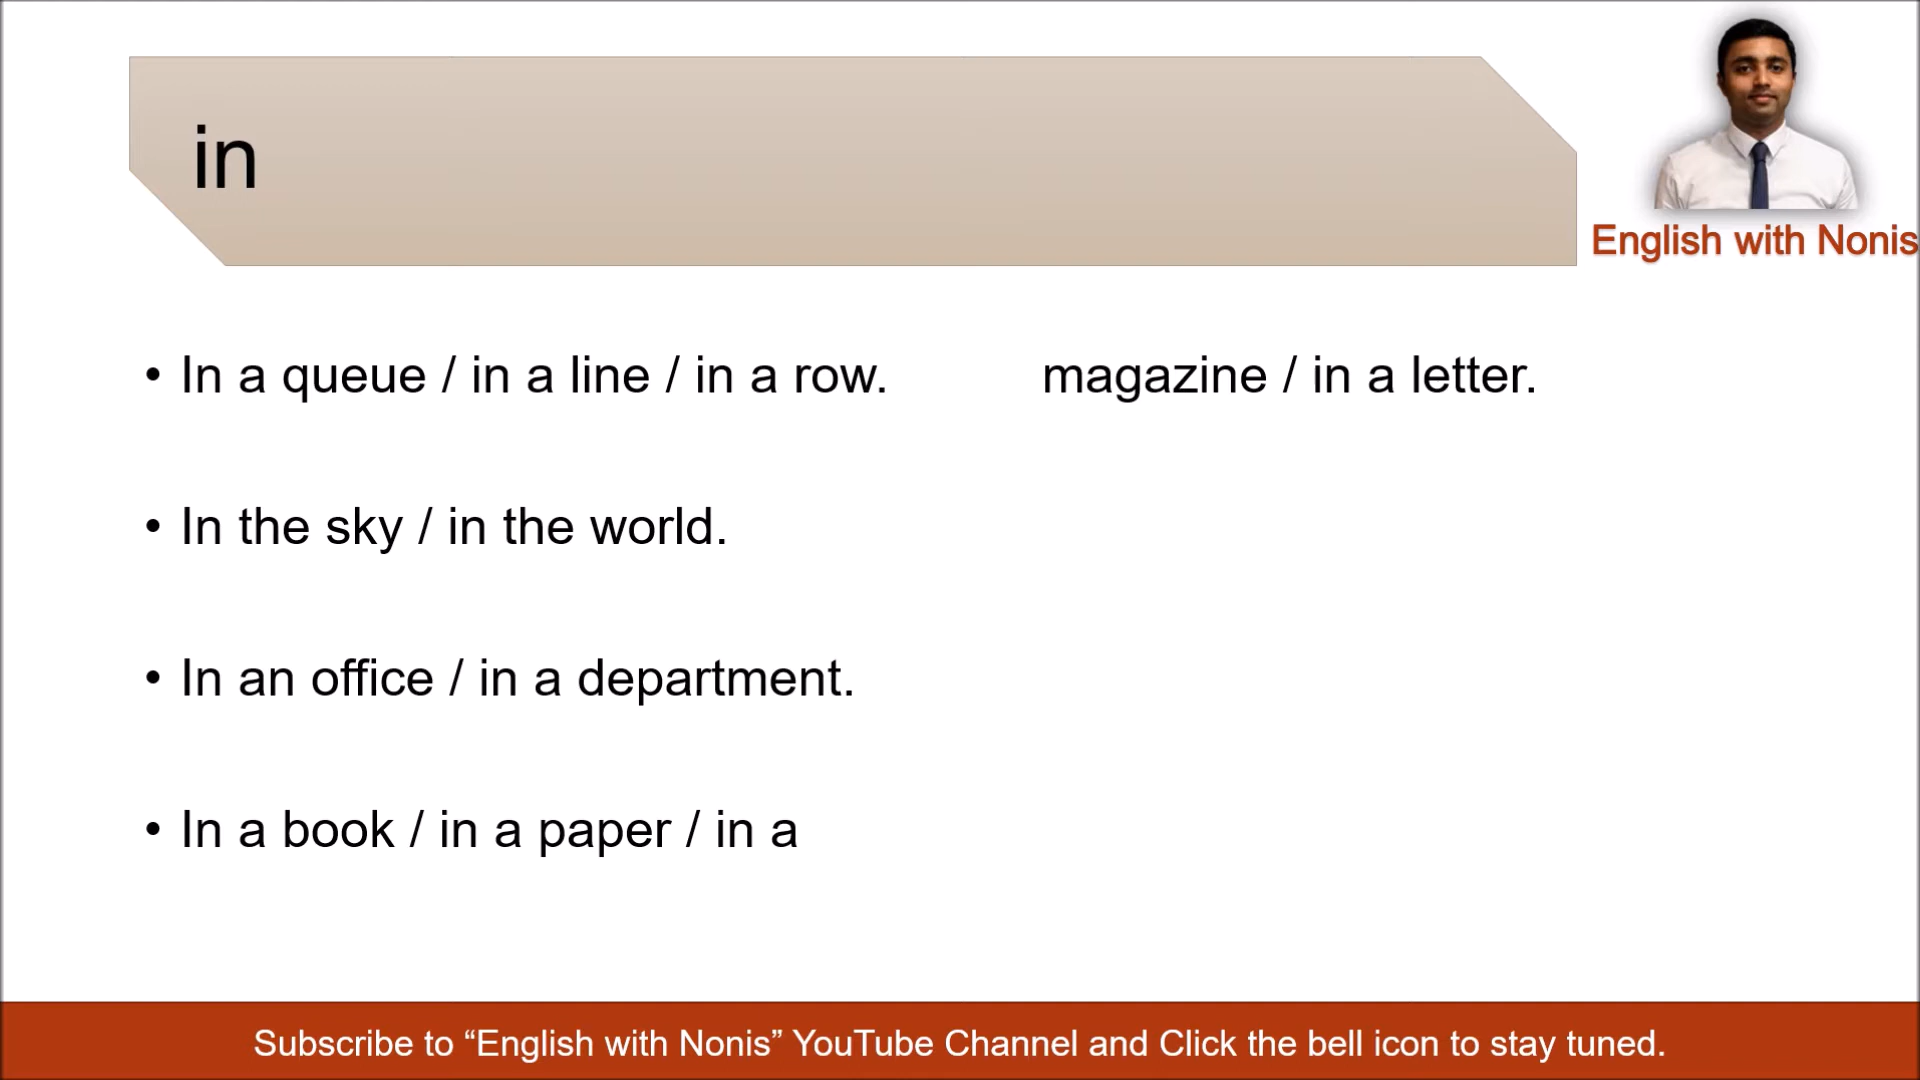 in
English with Nonis
• In a queue / in a line / in a row.
• In the sky / in the world.
• In an office / in a department.
• In a book / in a paper / in a
magazine / in a letter.
Subscribe to “English with Nonis” YouTube Channel and Click the bell icon to stay tuned.